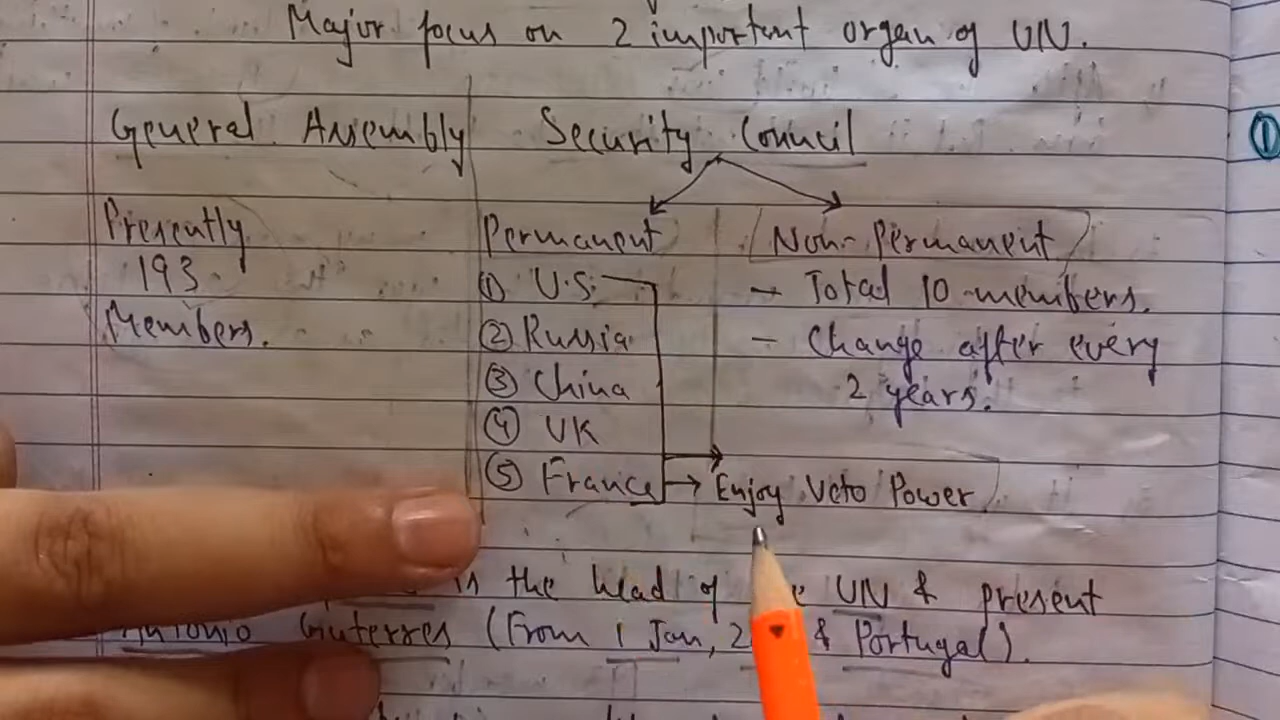 Major focus on 2 important organ of UN.
General Assembly Security Council
①
Presently
193
Members.
Permanent
① U.S.
② Russia
③ China
④ UK
⑤ France
Non-Permanent
- Total 10 members.
- Change after every
2 years.
→ Enjoy Veto Power
is the head of UN & present
Antonio Guterres (From 1 Jan, & Portugal).